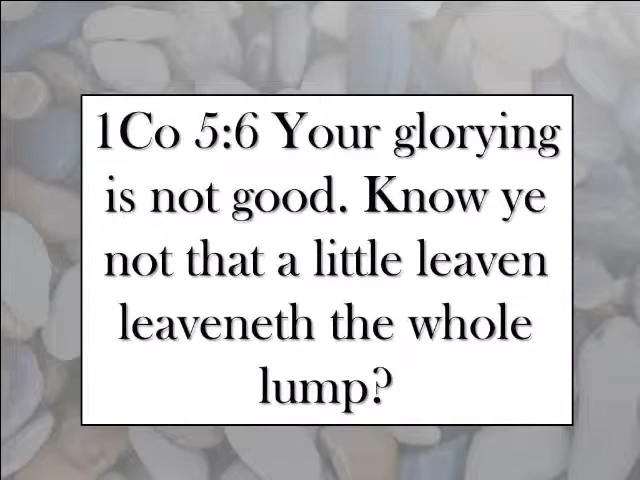 1Co 5:6 Your glorying
is not good. Know ye
not that a little leaven
leaveneth the whole
lump?